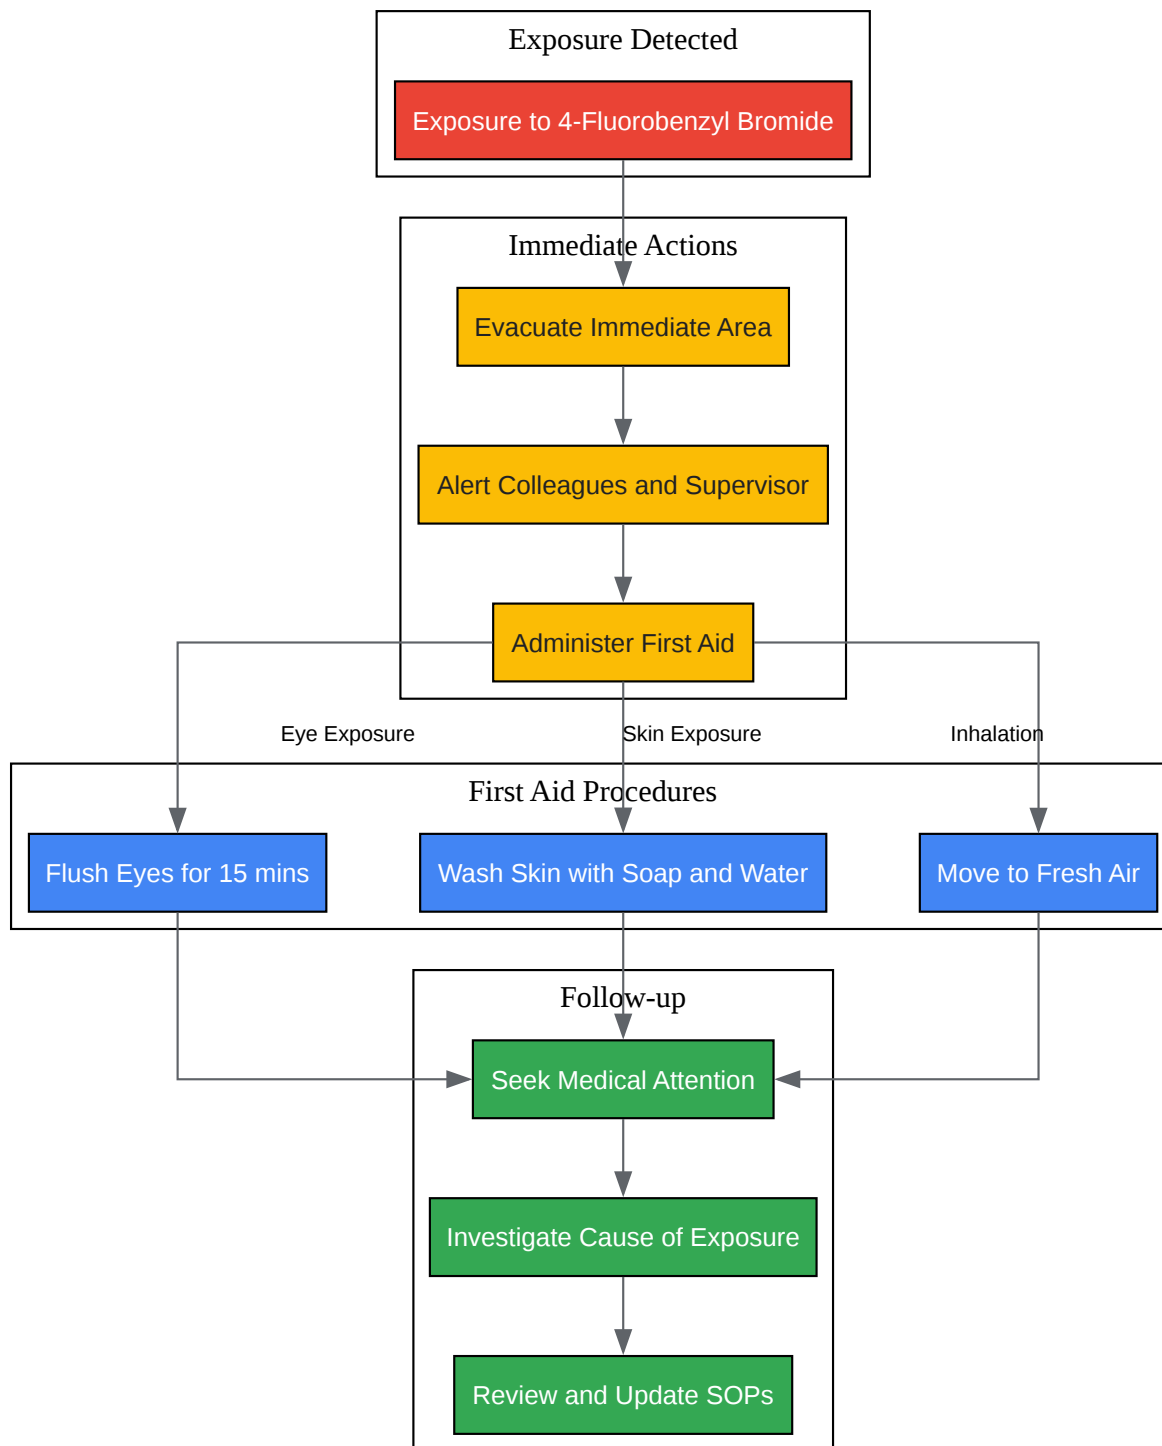 Exposure Detected
Exposure to 4-Fluorobenzyl Bromide
Immediate Actions
Evacuate Immediate Area
Alert Colleagues and Supervisor
Administer First Aid
Eye Exposure
Skin Exposure
Inhalation
First Aid Procedures
Flush Eyes for 15 mins
Wash Skin with Soap and Water
Move to Fresh Air
Follow-up
Seek Medical Attention
Investigate Cause of Exposure
Review and Update SOPs